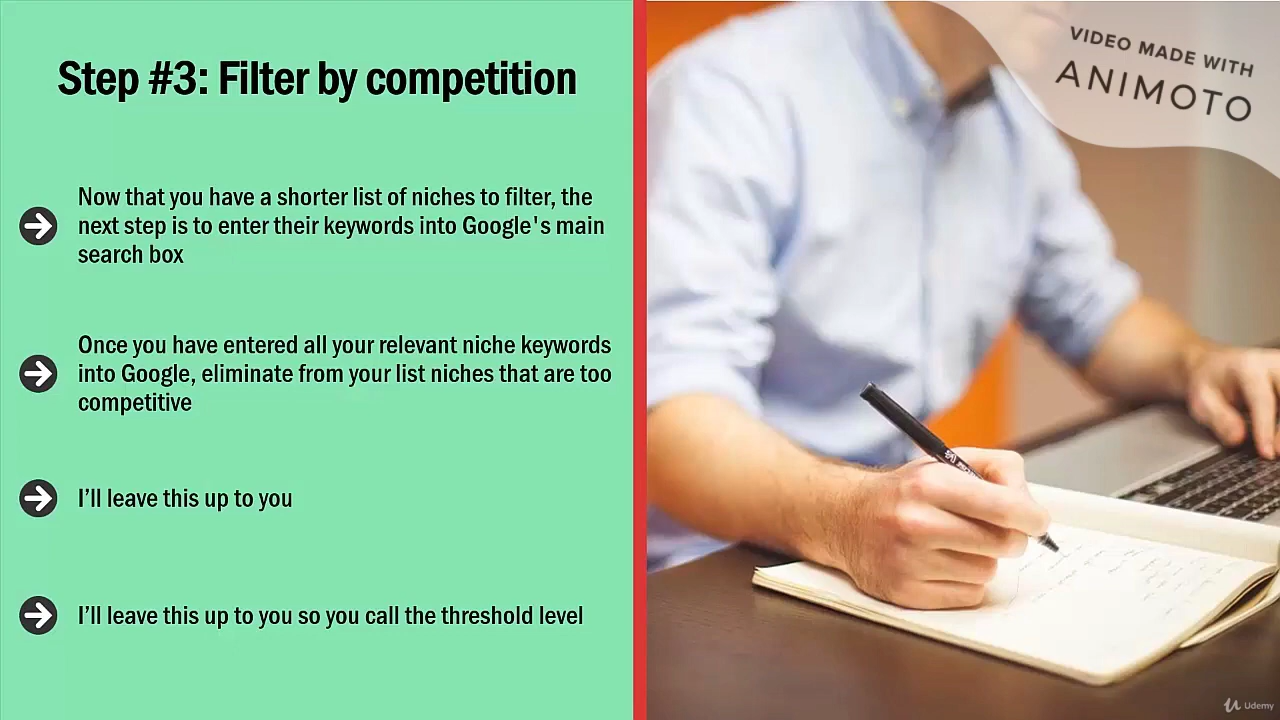 Step #3: Filter by competition
Now that you have a shorter list of niches to filter, the
next step is to enter their keywords into Google's main
search box
Once you have entered all your relevant niche keywords
into Google, eliminate from your list niches that are too
competitive
I’ll leave this up to you
I’ll leave this up to you so you call the threshold level
VIDEO MADE WITH
ANIMOTO
Udemy